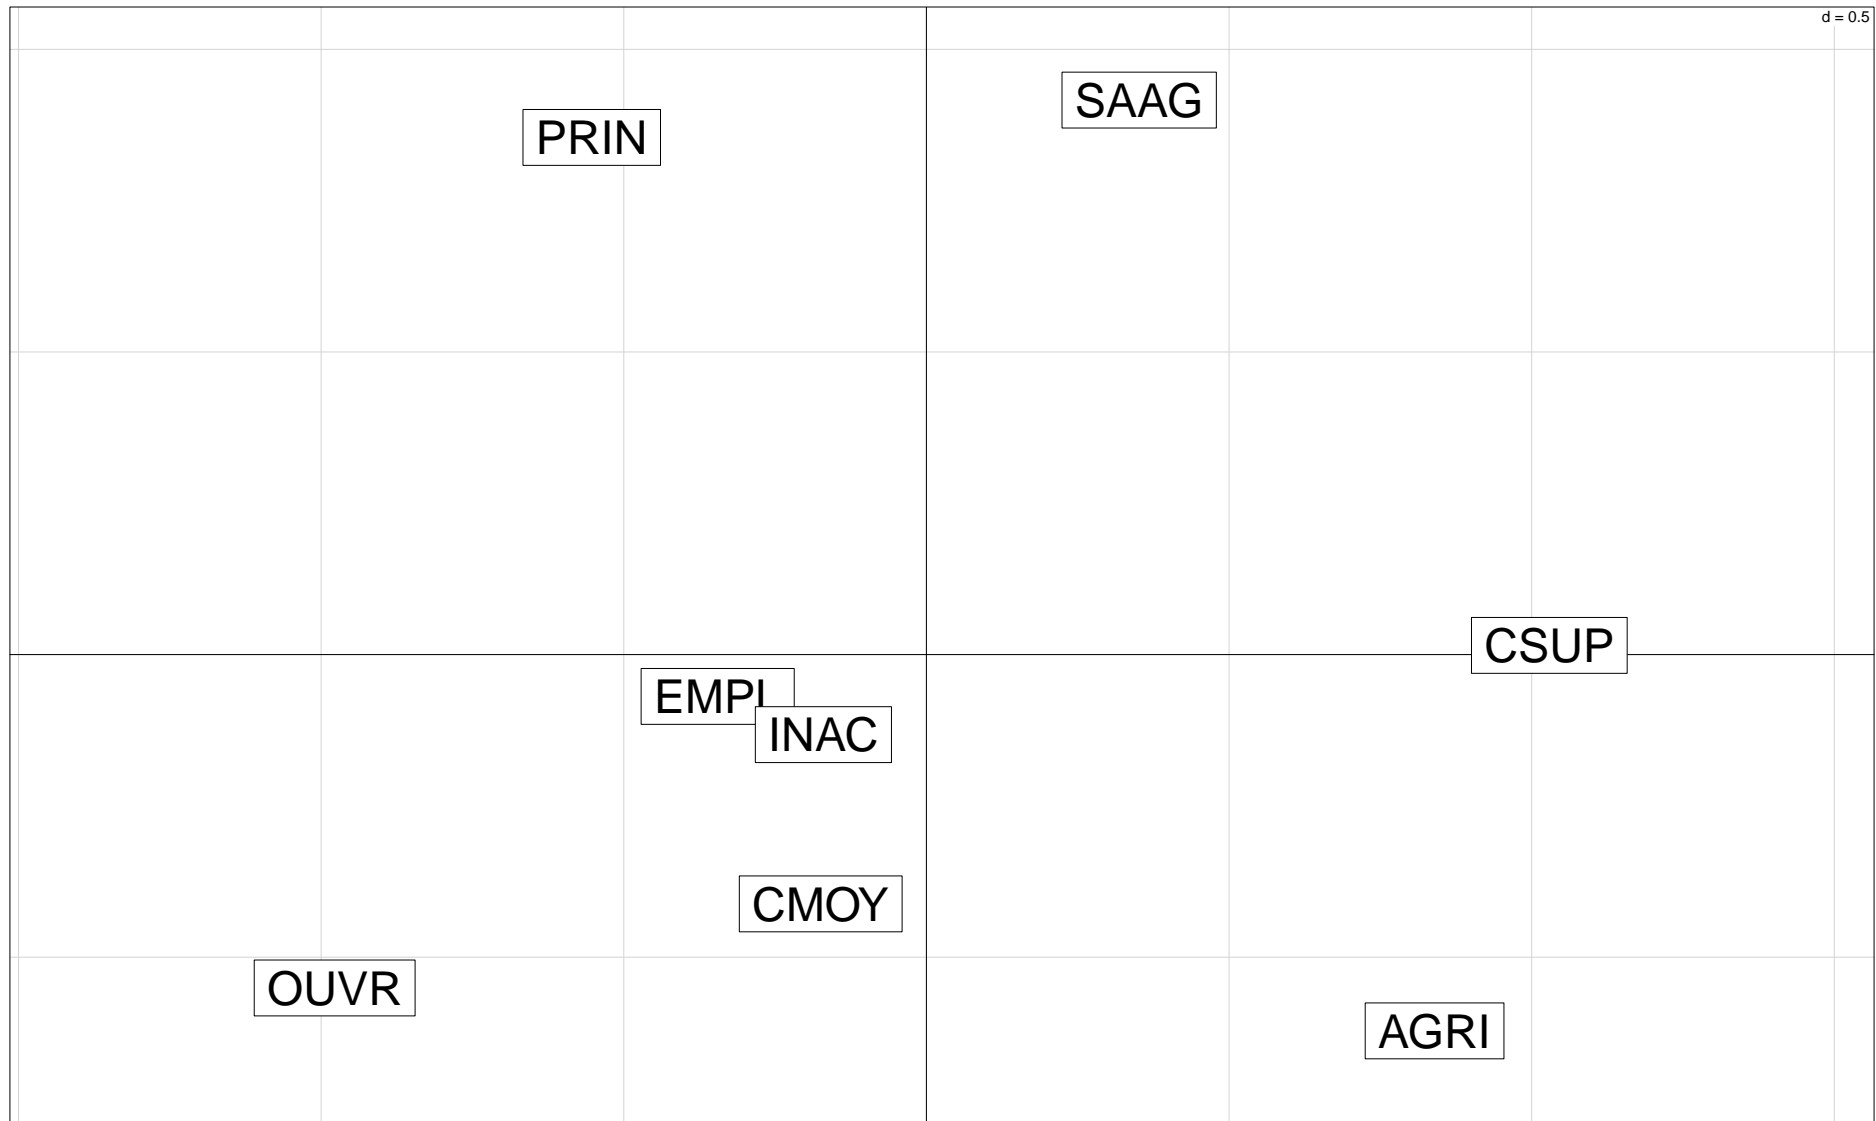 d = 0.5
SAAG
PRIN
CSUP
EMPL
INAC
CMOY
OUVR
AGRI